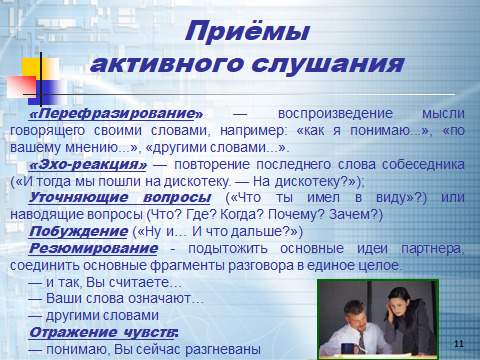 Приёмы
активного слушания
«Перефразирование» — воспроизведение мысли
говорящего своими словами, например: «как я понимаю...», «по
вашему мнению...», «другими словами...».
«Эхо-реакция» — повторение последнего слова собеседника
(«И тогда мы пошли на дискотеку. — На дискотеку?»);
Уточняющие вопросы («Что ты имел в виду»?) или
наводящие вопросы (Что? Где? Когда? Почему? Зачем?)
Побуждение («Ну и… И что дальше?»)
Резюмирование - подытожить основные идеи партнера,
соединить основные фрагменты разговора в единое целое.
— и так, Вы считаете…
— Ваши слова означают…
— другими словами
Отражение чувств:
— понимаю, Вы сейчас разгневаны
11